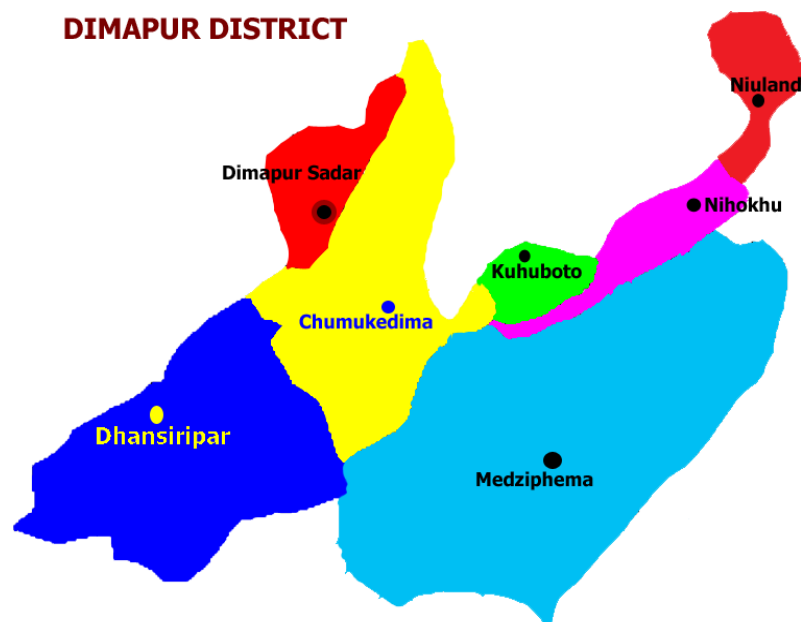 DIMAPUR DISTRICT
Niuland
Dimapur Sadar
Nihokhu
Kuhuboto
Chumukedima
Dhansiripar
Medziphema